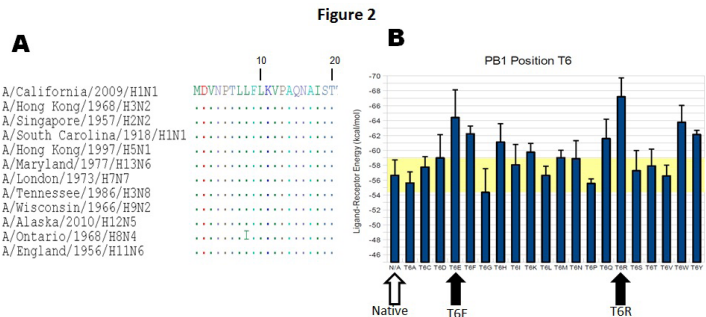 Figure 2
A
10 20
A/California/2009/H1N1 MDVNPTLLFLKVPAQNAIST
A/Hong Kong/1968/H3N2
A/Singapore/1957/H2N2
A/South Carolina/1918/H1N1
A/Hong Kong/1997/H5N1
A/Maryland/1977/H13N6
A/London/1973/H7N7
A/Tennessee/1986/H3N8
A/Wisconsin/1966/H9N2
A/Alaska/2010/H12N5
A/Ontario/1968/H8N4 .......I............
A/England/1956/H11N6
B
PB1 Position T6
Ligand-Receptor Energy (kcal/mol)
-70
-68
-66
-64
-62
-60
-58
-56
-54
-52
-50
-48
-46
N/A T6A T6C T6D T6E T6F T6G T6H T6I T6K T6L T6M T6N T6P T6Q T6R T6S T6T T6V T6W T6Y
Native T6E T6R